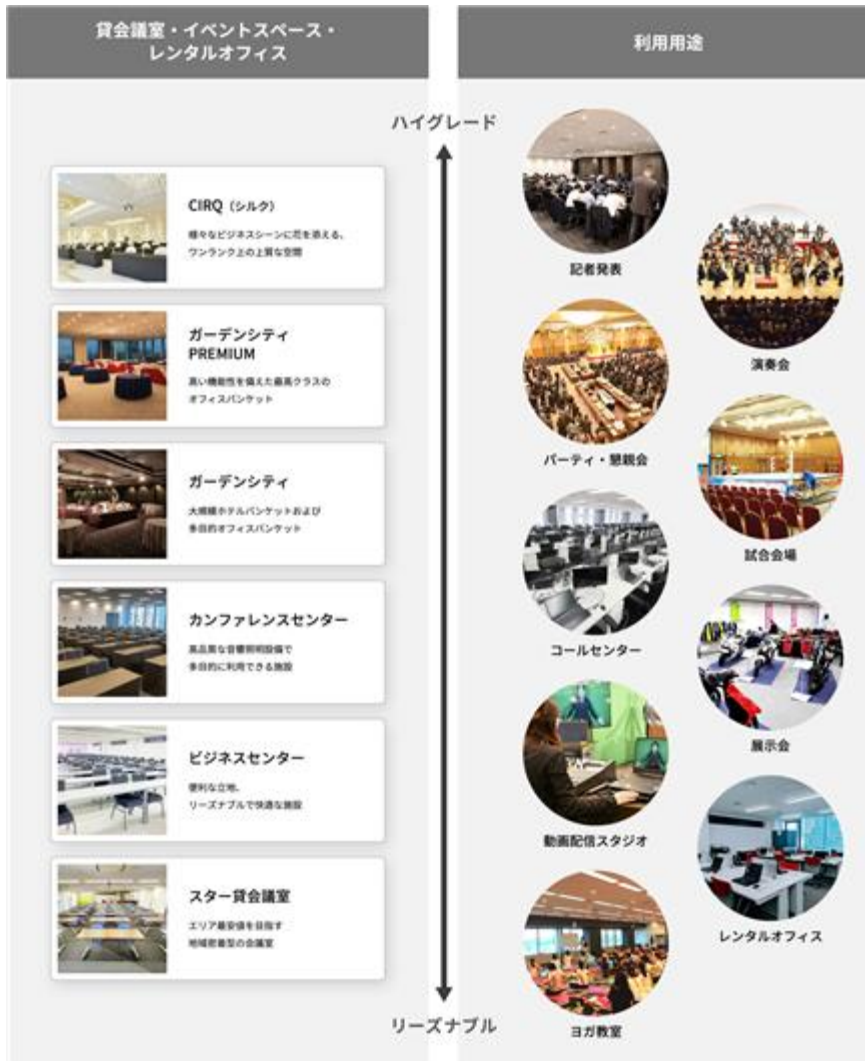 貸会議室・イベントスペース・
レンタルオフィス
利用用途
ハイグレード
CIRQ（シルク）
様々なビジネスシーンに花を添える、
ワンランク上の上質な空間
ガーデンシティ
PREMIUM
高い機能性を備えた最高クラスの
オフィスバンケット
ガーデンシティ
大規模ホテルバンケットおよび
多目的オフィスバンケット
カンファレンスセンター
高品質な音響照明設備で
多目的に利用できる施設
ビジネスセンター
便利な立地、
リーズナブルで快適な施設
スター貸会議室
エリア最安値を目指す
地域密着型の会議室
記者発表
演奏会
パーティ・懇親会
試合会場
コールセンター
展示会
動画配信スタジオ
レンタルオフィス
ヨガ教室
リーズナブル